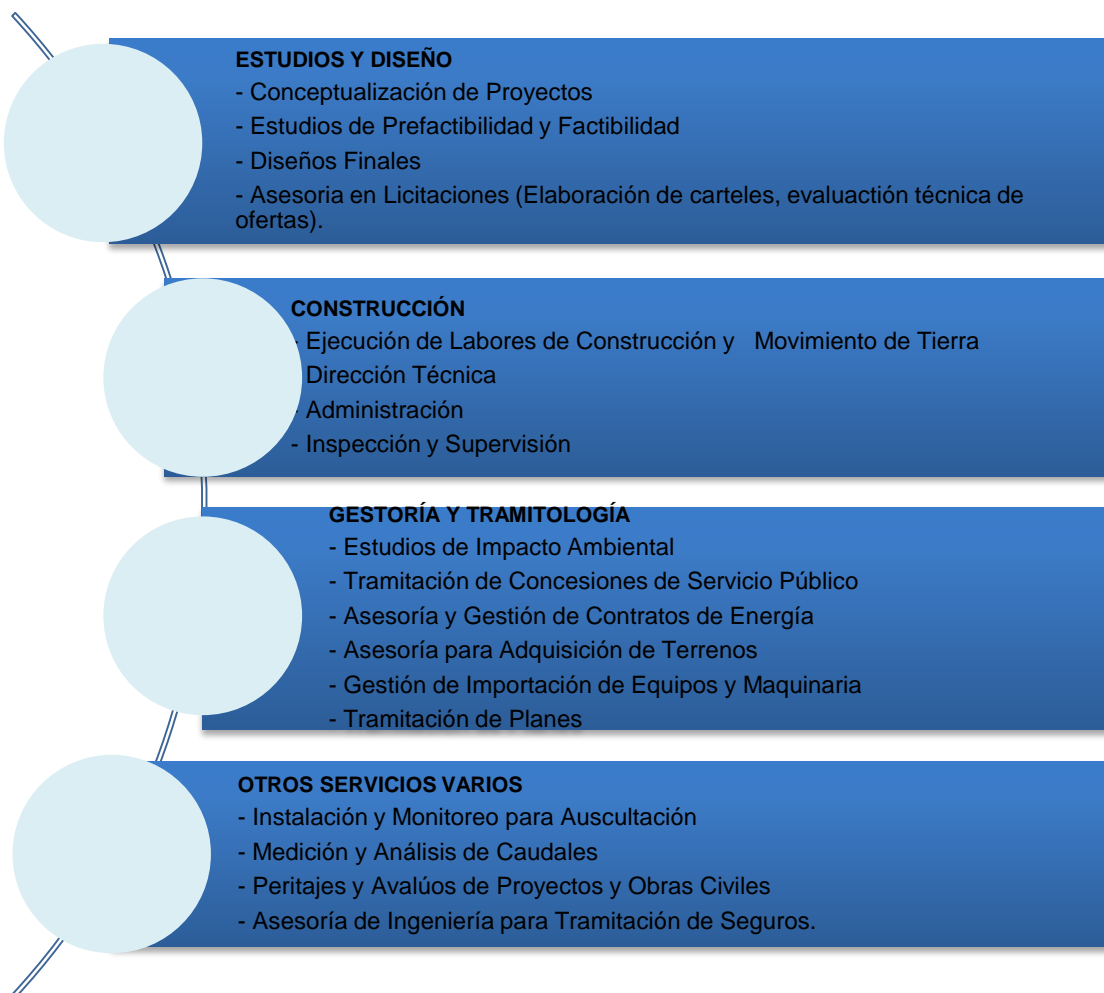 ESTUDIOS Y DISEÑO
- Conceptualización de Proyectos
- Estudios de Prefactibilidad y Factibilidad
- Diseños Finales
- Asesoria en Licitaciones (Elaboración de carteles, evaluactión técnica de
ofertas).
CONSTRUCCIÓN
- Ejecución de Labores de Construcción y   Movimiento de Tierra
Dirección Técnica
- Administración
- Inspección y Supervisión
GESTORÍA Y TRAMITOLOGÍA
- Estudios de Impacto Ambiental
- Tramitación de Concesiones de Servicio Público
- Asesoría y Gestión de Contratos de Energía
- Asesoría para Adquisición de Terrenos
- Gestión de Importación de Equipos y Maquinaria
- Tramitación de Planes
OTROS SERVICIOS VARIOS
- Instalación y Monitoreo para Auscultación
- Medición y Análisis de Caudales
- Peritajes y Avalúos de Proyectos y Obras Civiles
- Asesoría de Ingeniería para Tramitación de Seguros.